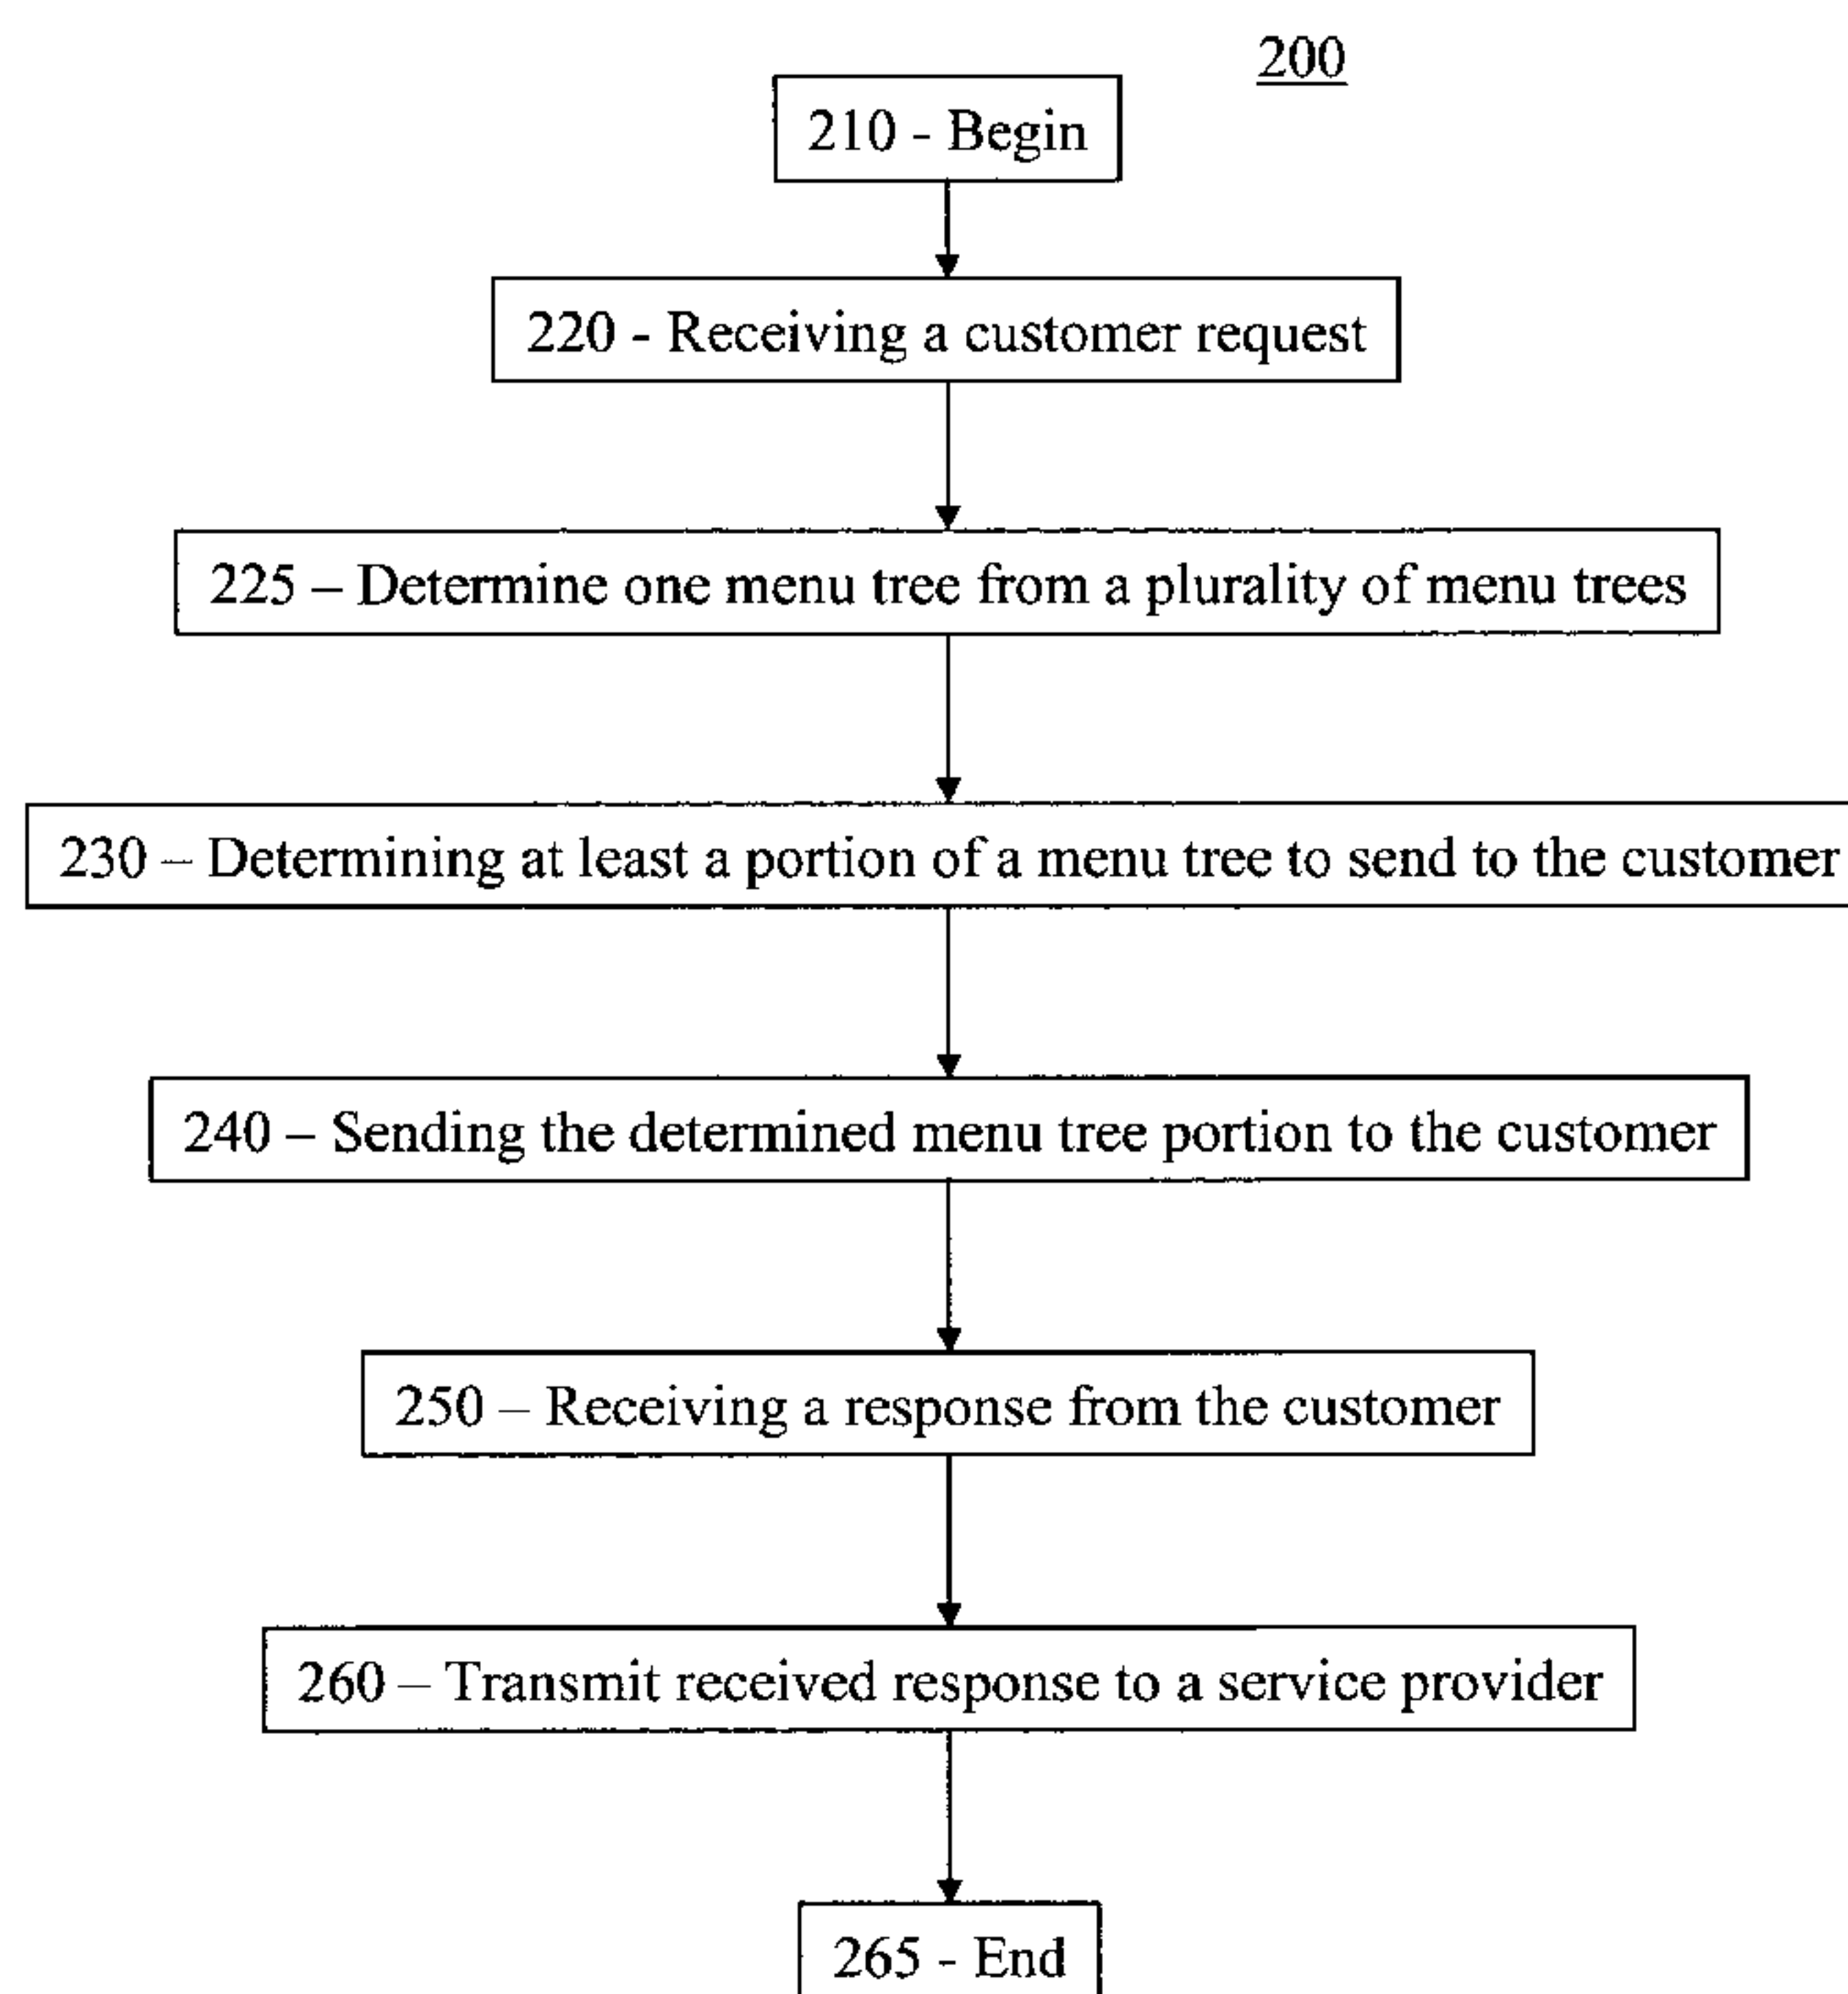 200
210 - Begin
220 - Receiving a customer request
225 – Determine one menu tree from a plurality of menu trees
230 – Determining at least a portion of a menu tree to send to the customer
240 – Sending the determined menu tree portion to the customer
250 – Receiving a response from the customer
260 – Transmit received response to a service provider
265 - End